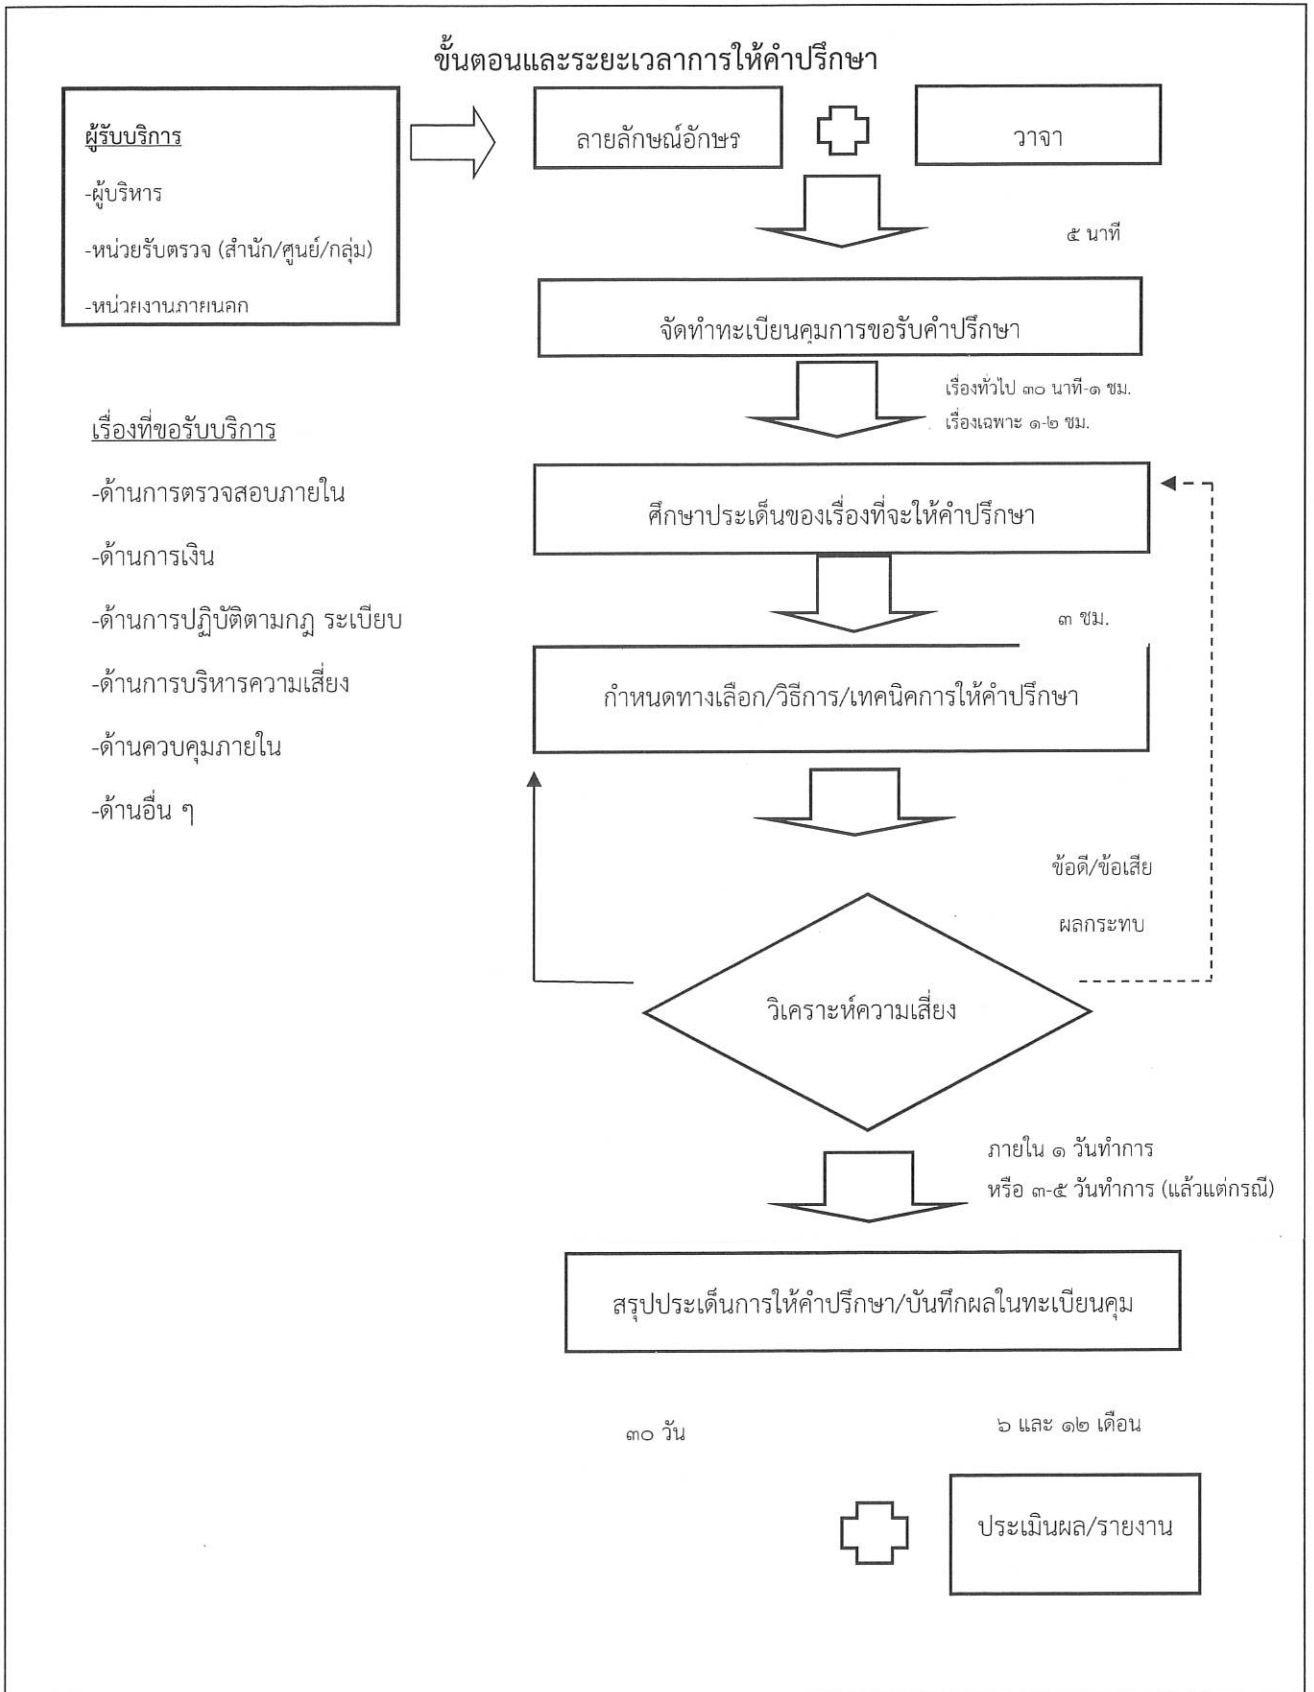 ขั้นตอนและระยะเวลาการให้คำปรึกษา
ผู้รับบริการ
-ผู้บริหาร
-หน่วยรับตรวจ (สำนัก/ศูนย์/กลุ่ม)
-หน่วยงานภายนอก
ลายลักษณ์อักษร
วาจา
๕ นาที
จัดทำทะเบียนคุมการขอรับคำปรึกษา
เรื่องทั่วไป ๓๐ นาที-๑ ชม.
เรื่องเฉพาะ ๑-๒ ชม.
เรื่องที่ขอรับบริการ
-ด้านการตรวจสอบภายใน
-ด้านการเงิน
-ด้านการปฏิบัติตามกฎ ระเบียบ
-ด้านการบริหารความเสี่ยง
-ด้านควบคุมภายใน
-ด้านอื่น ๆ
ศึกษาประเด็นของเรื่องที่จะให้คำปรึกษา
๓ ชม.
กำหนดทางเลือก/วิธีการ/เทคนิคการให้คำปรึกษา
ข้อดี/ข้อเสีย
ผลกระทบ
วิเคราะห์ความเสี่ยง
ภายใน ๑ วันทำการ
หรือ ๓-๕ วันทำการ (แล้วแต่กรณี)
สรุปประเด็นการให้คำปรึกษา/บันทึกผลในทะเบียนคุม
๓๐ วัน
๖ และ ๑๒ เดือน
ประเมินผล/รายงาน